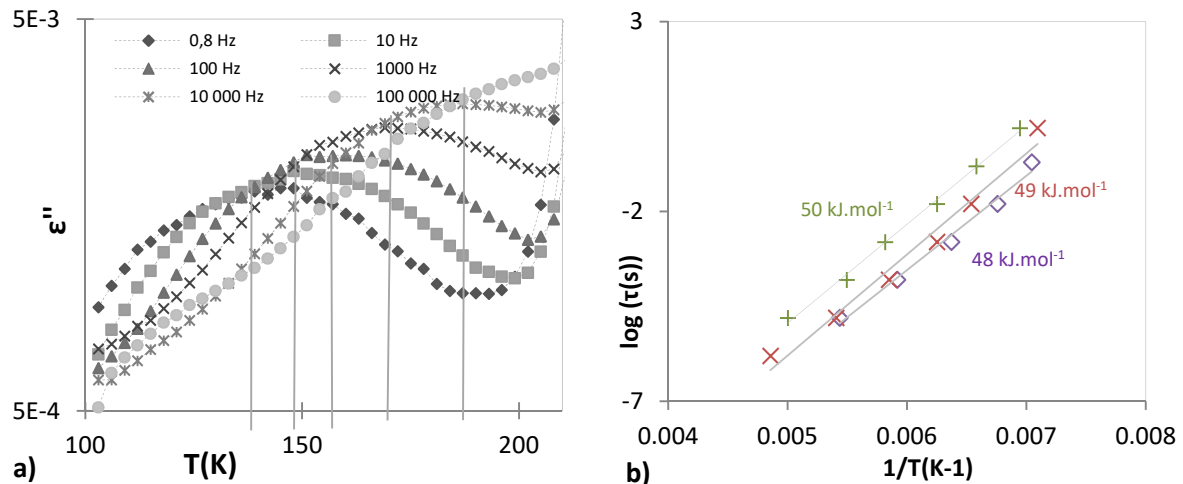 5E-3
0,8 Hz 10 Hz
100 Hz 1000 Hz
10 000 Hz 100 000 Hz
ε"
5E-4
100 150 200
T(K)
a)
3
-2
-7
log (τ(s))
50 kJ.mol-1
49 kJ.mol-1
48 kJ.mol-1
0.004 0.005 0.006 0.007 0.008
1/T(K-1)
b)